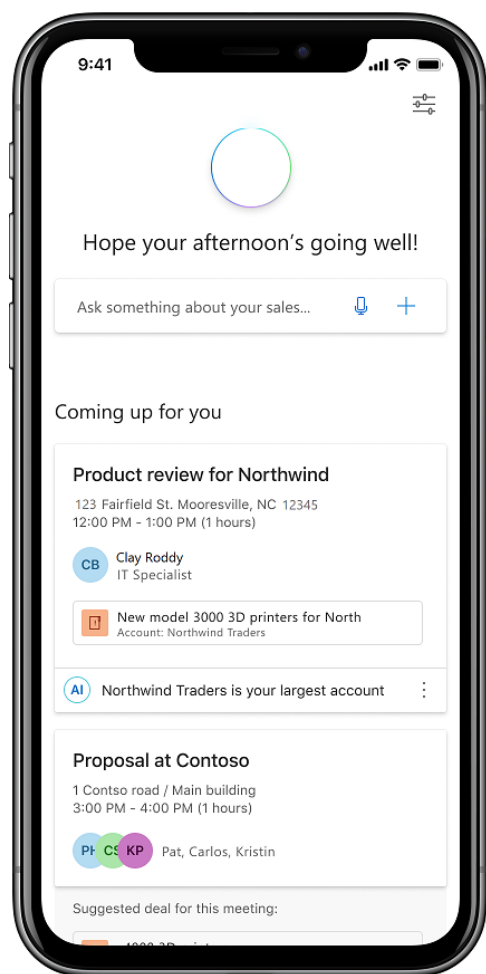 9:41
Hope your afternoon's going well!
Ask something about your sales...
Coming up for you
Product review for Northwind
123 Fairfield St. Mooresville, NC 12345
12:00 PM - 1:00 PM (1 hours)
CB
Clay Roddy
IT Specialist
New model 3000 3D printers for North
Account: Northwind Traders
AI Northwind Traders is your largest account
Proposal at Contoso
1 Contso road / Main building
3:00 PM - 4:00 PM (1 hours)
CS KP Pat, Carlos, Kristin
Suggested deal for this meeting: